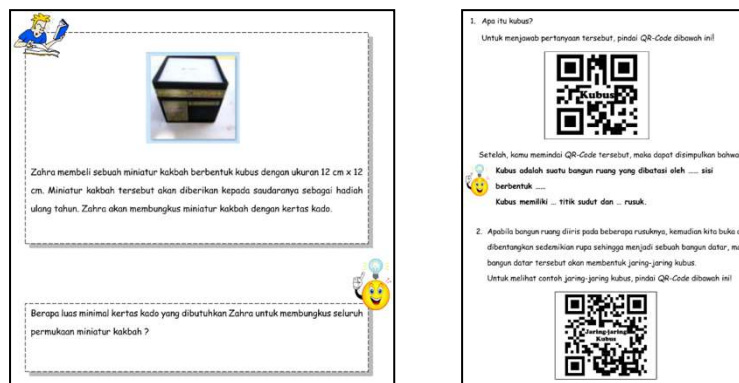 Zahra membeli sebuah miniatur kakbah berbentuk kubus dengan ukuran 12 cm x 12
cm. Miniatur kakbah tersebut akan diberikan kepada saudaranya sebagai hadiah
ulang tahun. Zahra akan membungkus miniatur kakbah dengan kertas kado.
Berapa luas minimal kertas kado yang dibutuhkan Zahra untuk membungkus seluruh
permukaan miniatur kakbah ?
1. Apa itu kubus?
Untuk menjawab pertanyaan tersebut, pindai QR-Code dibawah ini!
Kubus
Setelah, kamu memindai QR-Code tersebut, maka dapat disimpulkan bahwa
Kubus adalah suatu bangun ruang yang dibatasi oleh ..... sisi
berbentuk .....
Kubus memiliki ... titik sudut dan ... rusuk.
2. Apabila bangun ruang diiris pada beberapa rusuknya, kemudian kita buka
dibentangkan sedemikian rupa sehingga menjadi sebuah bangun datar,
bangun datar tersebut akan membentuk jaring-jaring kubus.
Untuk melihat contoh jaring-jaring kubus, pindai QR-Code dibawah ini!
Jaring-jaring
Kubus